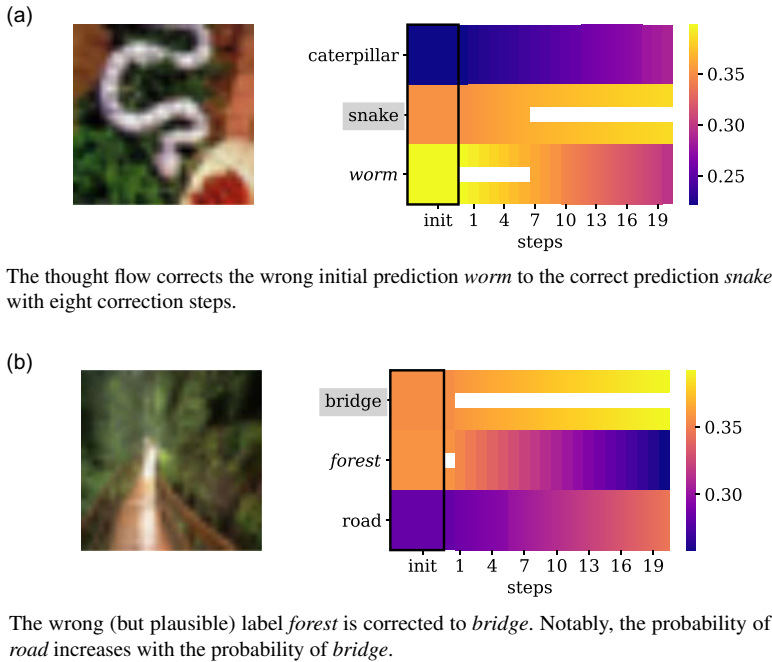 (a)
caterpillar
snake
worm
init 1 4 7 10 13 16 19
steps
0.35
0.30
0.25
The thought flow corrects the wrong initial prediction worm to the correct prediction snake
with eight correction steps.
(b)
bridge
forest
road
init 1 4 7 10 13 16 19
steps
0.35
0.30
The wrong (but plausible) label forest is corrected to bridge. Notably, the probability of
road increases with the probability of bridge.